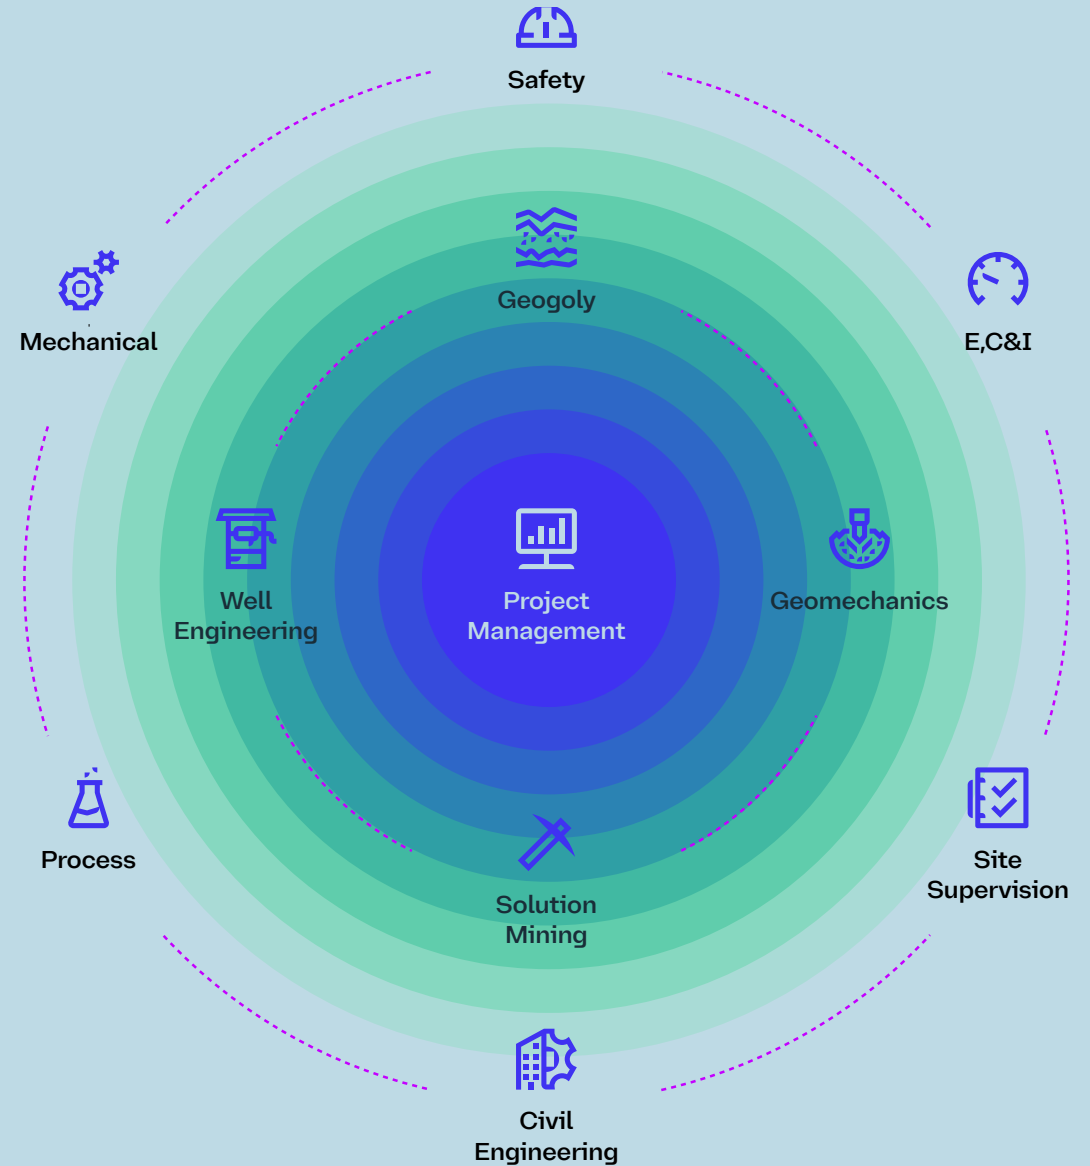 Safety
Geogoly
Mechanical
E,C&I
Well
Engineering
Project
Management
Geomechanics
Process
Site
Supervision
Solution
Mining
Civil
Engineering